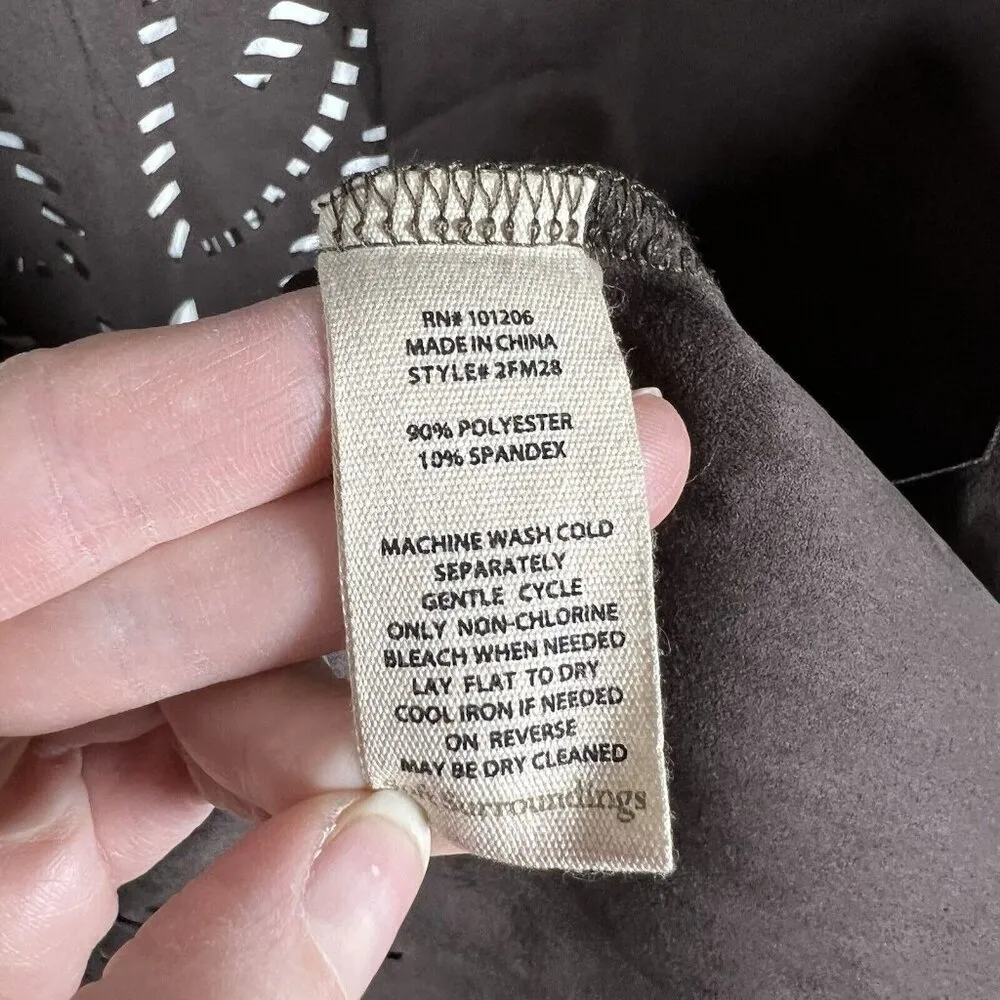 RN# 101206
MADE IN CHINA
STYLE# 2FM28
90% POLYESTER
10% SPANDEX
MACHINE WASH COLD
SEPARATELY
GENTLE CYCLE
ONLY NON-CHLORINE
BLEACH WHEN NEEDED
LAY FLAT TO DRY
COOL IRON IF NEEDED
ON REVERSE
MAY BE DRY CLEANED
surroundings